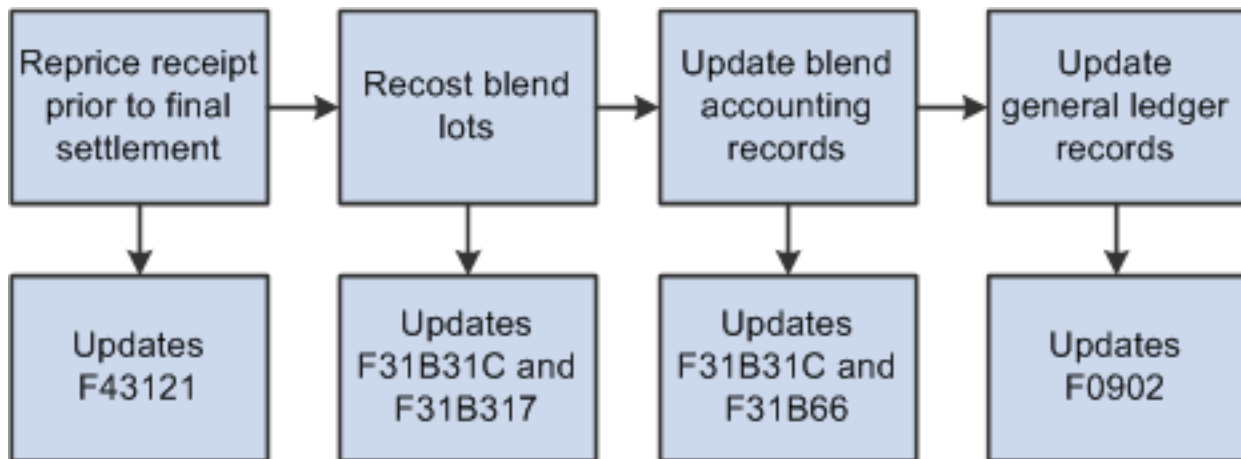 Reprice receipt
prior to final
settlement
Recost blend
lots
Update blend
accounting
records
Update
general ledger
records
Updates
F43121
Updates
F31B31C and
F31B317
Updates
F31B31C and
F31B66
Updates
F0902